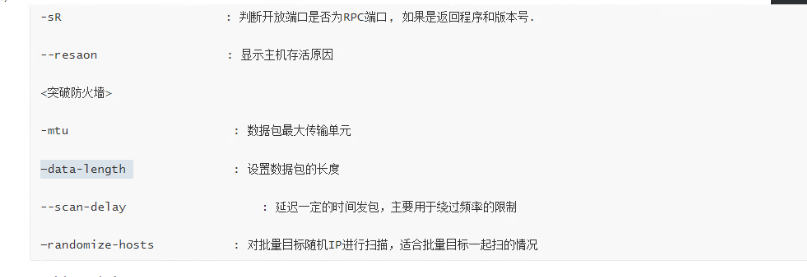 -sR : 判断开放端口是否为RPC端口, 如果是返回程序和版本号.
--resaon : 显示主机存活原因
<突破防火墙>
-mtu : 数据包最大传输单元
—data-length : 设置数据包的长度
--scan-delay : 延迟一定的时间发包，主要用于绕过频率的限制
—randomize-hosts : 对批量目标随机IP进行扫描，适合批量目标一起扫的情况